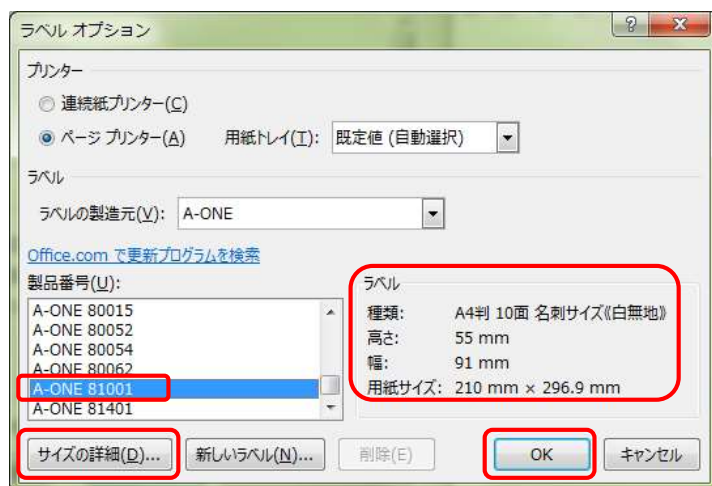 ラベル オプション
プリンター
連続紙プリンター(C)
ページ プリンター(A) 用紙トレイ(T): 既定値 (自動選択)
ラベル
ラベルの製造元(V): A-ONE
Office.com で更新プログラムを検索
製品番号(U):
A-ONE 80015
A-ONE 80052
A-ONE 80054
A-ONE 80062
A-ONE 81001
A-ONE 81401
ラベル
種類: A4判 10面 名刺サイズ《白無地》
高さ: 55 mm
幅: 91 mm
用紙サイズ: 210 mm × 296.9 mm
サイズの詳細(D)... 新しいラベル(N)... 削除(E) OK キャンセル